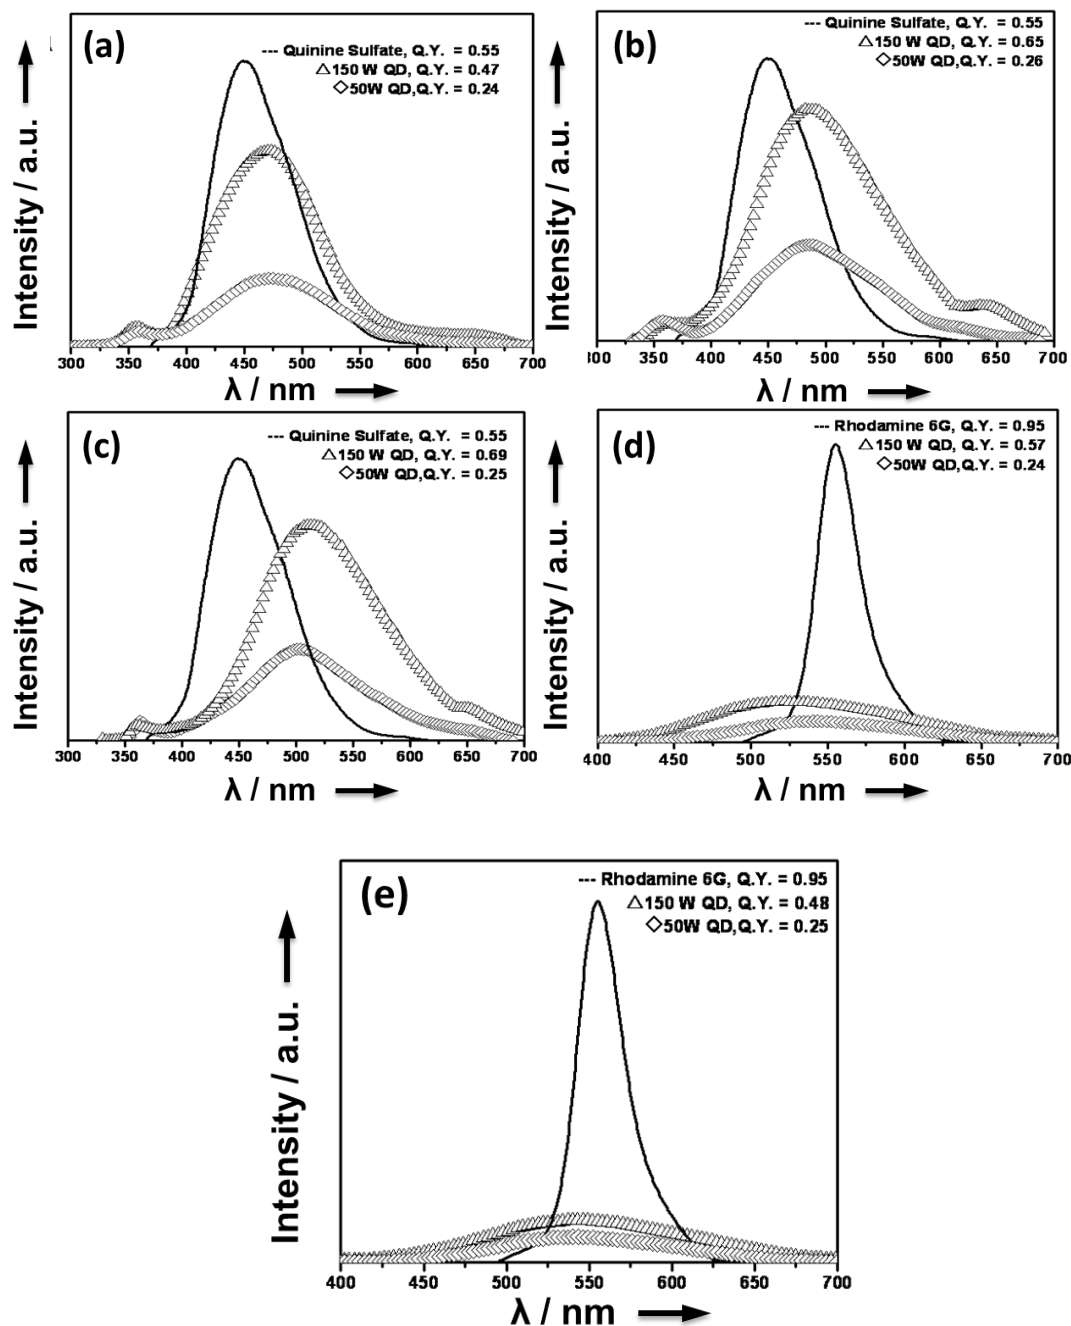 (a)
--- Quinine Sulfate, Q.Y. = 0.55
△150 W QD, Q.Y. = 0.47
◇50W QD,Q.Y. = 0.24
Intensity / a.u.
300 350 400 450 500 550 600 650 700
λ / nm
(b)
--- Quinine Sulfate, Q.Y. = 0.55
△150 W QD, Q.Y. = 0.65
◇50W QD,Q.Y. = 0.26
Intensity / a.u.
300 350 400 450 500 550 600 650 700
λ / nm
(c)
--- Quinine Sulfate, Q.Y. = 0.55
△150 W QD, Q.Y. = 0.69
◇50W QD,Q.Y. = 0.25
Intensity / a.u.
300 350 400 450 500 550 600 650 700
λ / nm
(d)
--- Rhodamine 6G, Q.Y. = 0.95
△150 W QD, Q.Y. = 0.57
◇50W QD,Q.Y. = 0.24
Intensity / a.u.
400 450 500 550 600 650 700
λ / nm
(e)
--- Rhodamine 6G, Q.Y. = 0.95
△150 W QD, Q.Y. = 0.48
◇50W QD,Q.Y. = 0.25
Intensity / a.u.
400 450 500 550 600 650 700
λ / nm